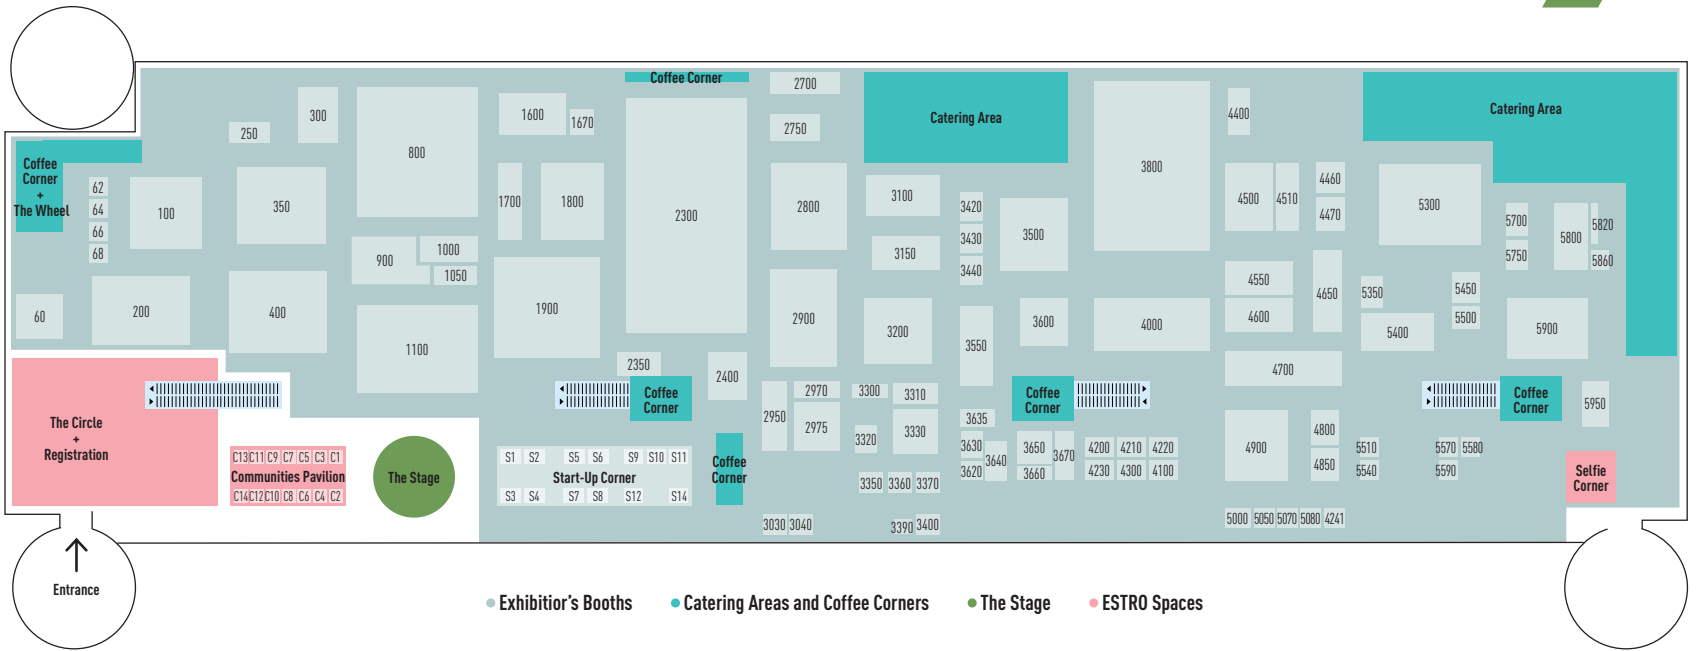 Coffee Corner
2700
Catering Area
Catering Area
300
1600
1670
2750
4400
250
800
Coffee
Corner
+
The Wheel
62
64
66
68
100
350
1700
1800
2300
2800
3100
3150
3420
3430
3440
3500
3800
4500
4510
4460
4470
5300
5700
5750
5800
5820
5860
900
1000
1050
60
200
400
1100
1900
2900
3200
3550
3600
4000
4550
4600
4650
5350
5400
5450
5500
5900
2350
2400
4700
Coffee
Corner
2950
2970
2975
3300
3310
3320
3330
Coffee
Corner
Coffee
Corner
5950
The Circle
+
Registration
C13 C11 C9 C7 C5 C3 C1
Communities Pavilion
C14 C12 C10 C8 C6 C4 C2
The Stage
S1 S2 S5 S6 S9 S10 S11
Start-Up Corner
S3 S4 S7 S8 S12 S14
Coffee
Corner
3635
3630
3620
3640
3650
3660
3670
4200 4210 4220
4230 4300 4100
4900
4800
4850
5510
5540
5570 5580
5590
Selfie
Corner
3350 3360 3370
3030 3040
3390 3400
5000 5050 5070 5080 4241
Entrance
Exhibitior's Booths
Catering Areas and Coffee Corners
The Stage
ESTRO Spaces